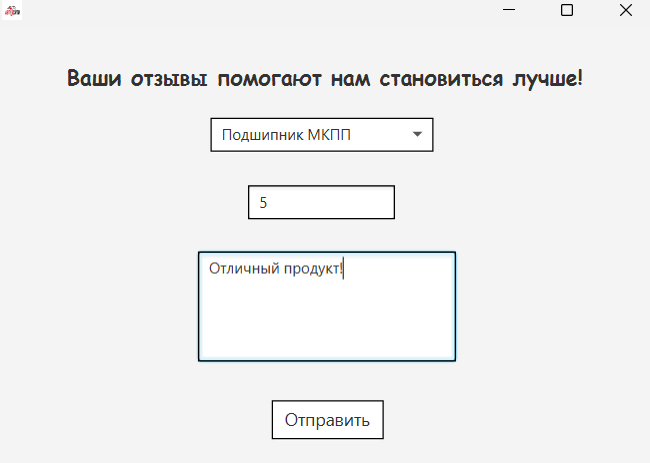 Ваши отзывы помогают нам становиться лучше!
Подшипник МКПП
5
Отличный продукт!
Отправить